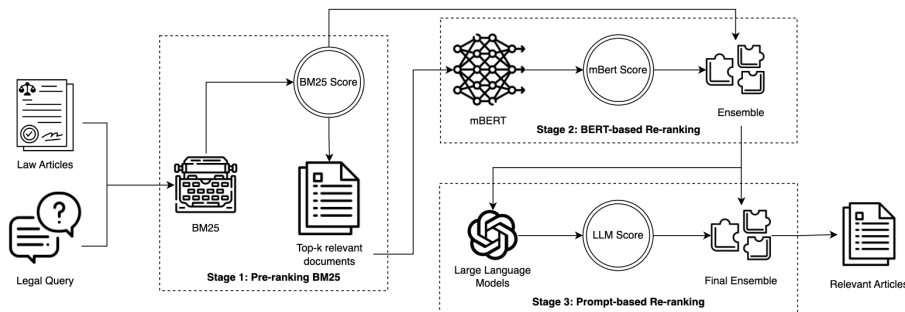 Law Articles
Legal Query
BM25
BM25 Score
Top-k relevant
documents
Stage 1: Pre-ranking BM25
mBERT
mBert Score
Ensemble
Stage 2: BERT-based Re-ranking
Large Language
Models
LLM Score
Final Ensemble
Stage 3: Prompt-based Re-ranking
Relevant Articles